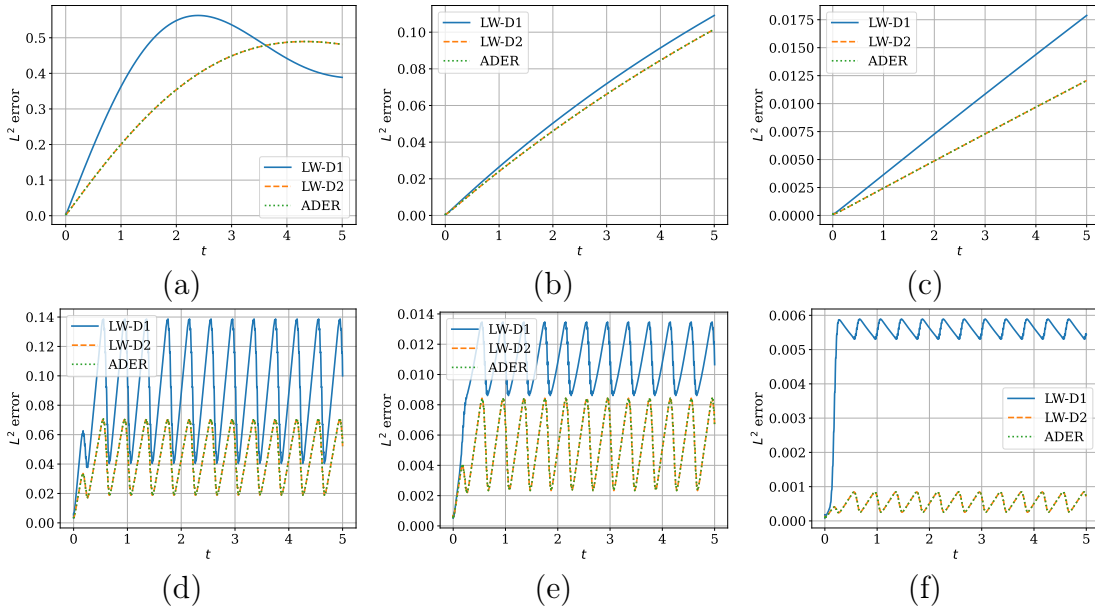 0.5
0.4
0.3
0.2
0.1
0.0
L² error
LW-D1
LW-D2
ADER
0 1 2 3 4 5
t
(a)
0.10
0.08
0.06
0.04
0.02
0.00
L² error
LW-D1
LW-D2
ADER
0 1 2 3 4 5
t
(b)
0.0175
0.0150
0.0125
0.0100
0.0075
0.0050
0.0025
0.0000
L² error
LW-D1
LW-D2
ADER
0 1 2 3 4 5
t
(c)
0.14
0.12
0.10
0.08
0.06
0.04
0.02
0.00
L² error
LW-D1
LW-D2
ADER
0 1 2 3 4 5
t
(d)
0.014
0.012
0.010
0.008
0.006
0.004
0.002
0.000
L² error
LW-D1
LW-D2
ADER
0 1 2 3 4 5
t
(e)
0.006
0.005
0.004
0.003
0.002
0.001
0.000
L² error
LW-D1
LW-D2
ADER
0 1 2 3 4 5
t
(f)